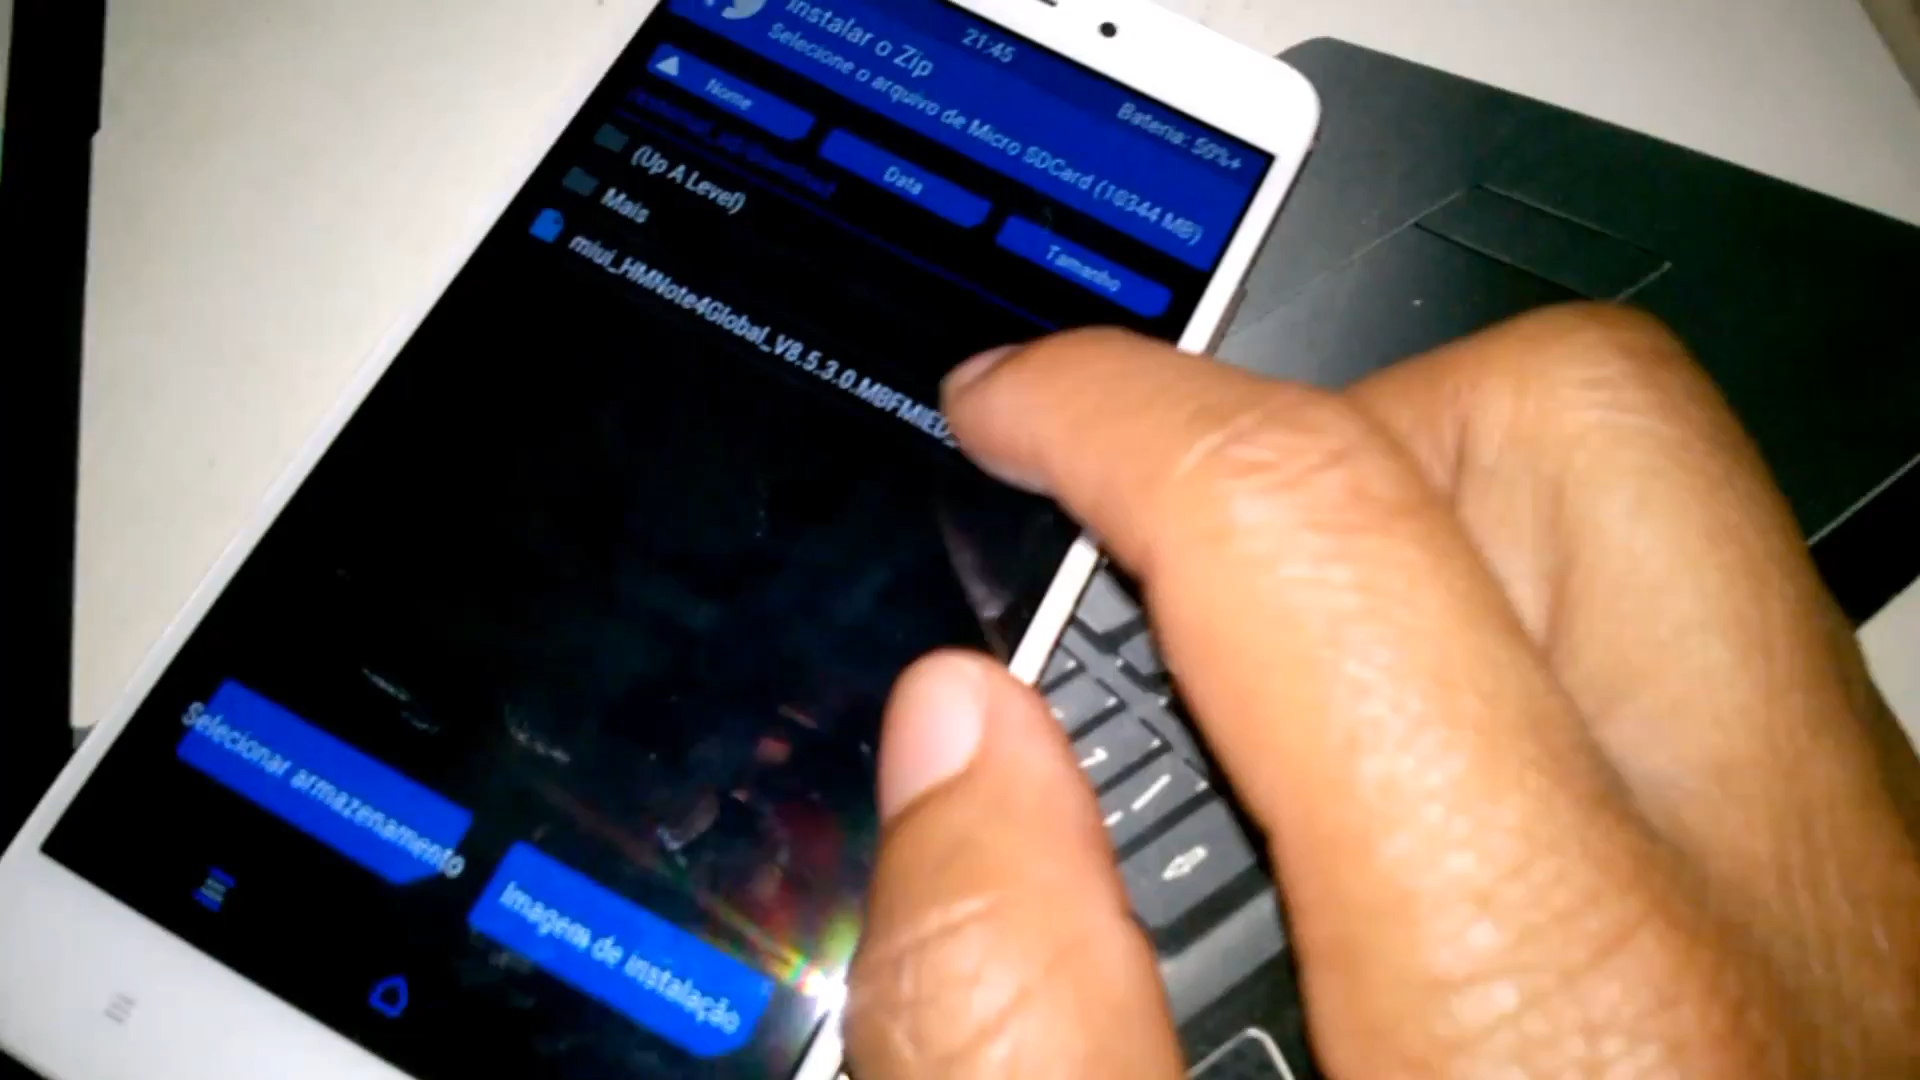 21:45
Bateria: 50%+
Instalar o Zip
Selecione o arquivo de Micro SDCard (10344 MB)
Nome
Data
Tamanho
(Up A Level)
Mais
miui_HMNote4Global_V8.5.3.0.MBFMIED
Selecionar armazenamento
Imagem de instalação